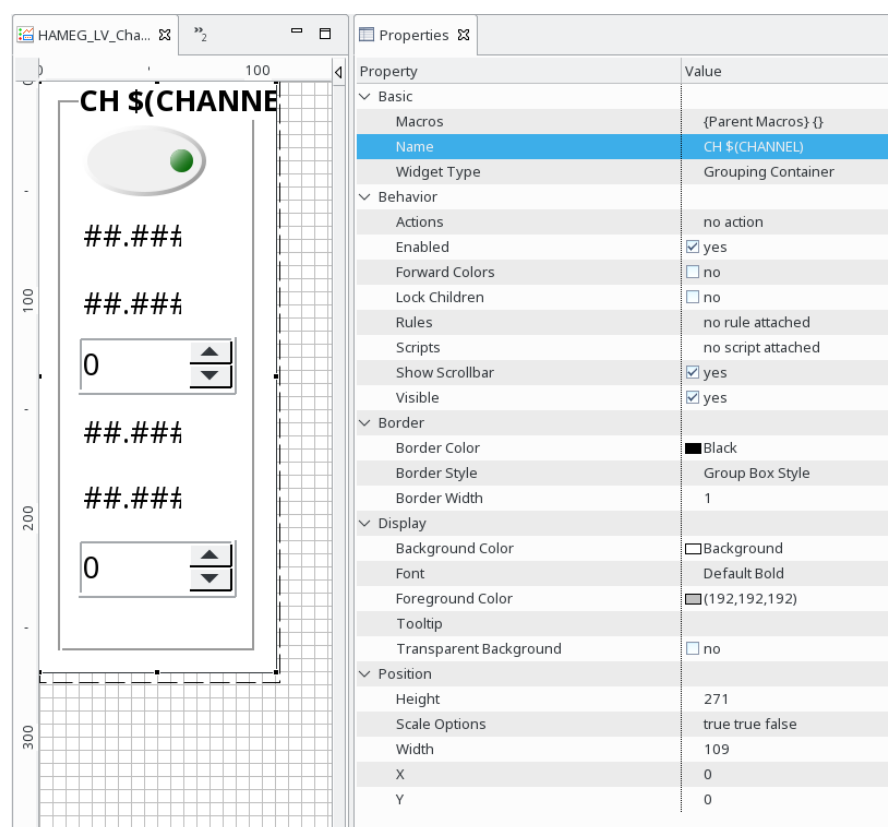 HAMEG_LV_Cha...
"2
0
100
CH $(CHANNE
##.###
100
##.###
0
##.###
200
##.###
0
300
Properties
Property Value
Basic
Macros {Parent Macros} {}
Name CH $(CHANNEL)
Widget Type Grouping Container
Behavior
Actions no action
Enabled yes
Forward Colors no
Lock Children no
Rules no rule attached
Scripts no script attached
Show Scrollbar yes
Visible yes
Border
Border Color Black
Border Style Group Box Style
Border Width 1
Display
Background Color Background
Font Default Bold
Foreground Color (192,192,192)
Tooltip
Transparent Background no
Position
Height 271
Scale Options true true false
Width 109
X 0
Y 0